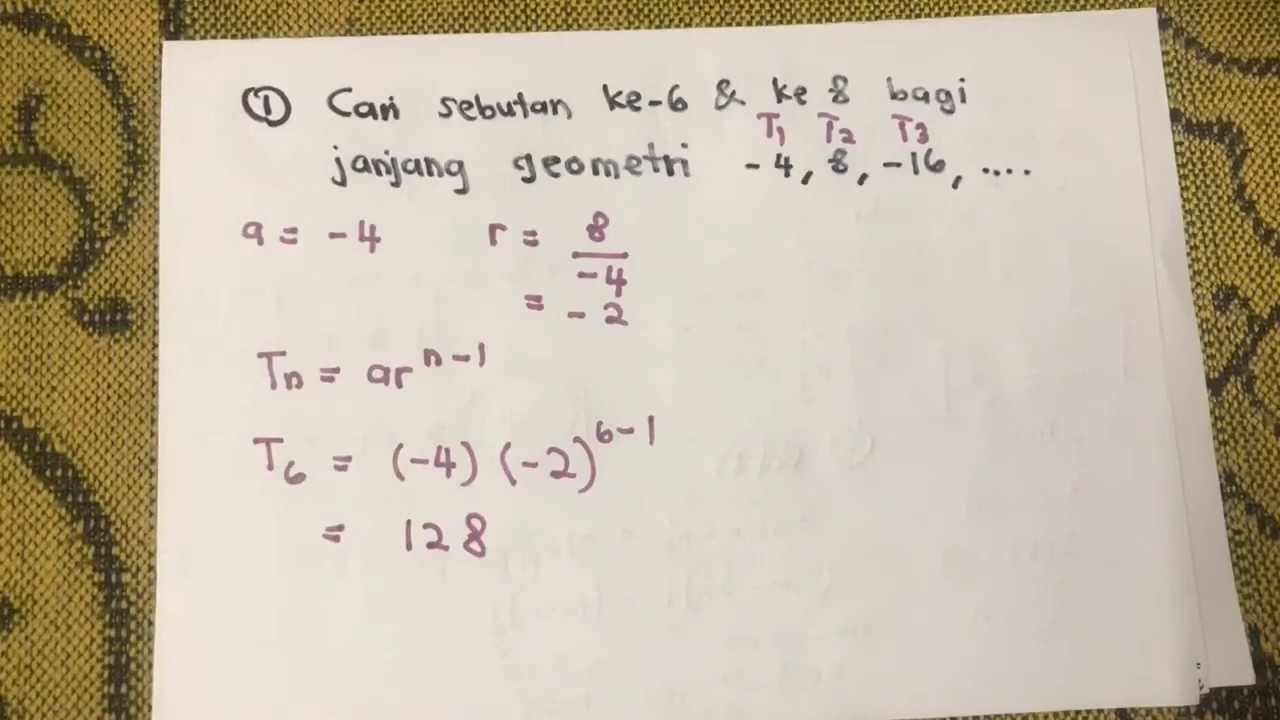 ① Cari sebutan ke-6 & ke 8 bagi
T₁ T₂ T₃
janjang geometri -4, 8, -16, ....
a = -4 r = 8/-4
= -2
Tₙ = arⁿ⁻¹
T₆ = (-4) (-2)⁶⁻¹
= 128